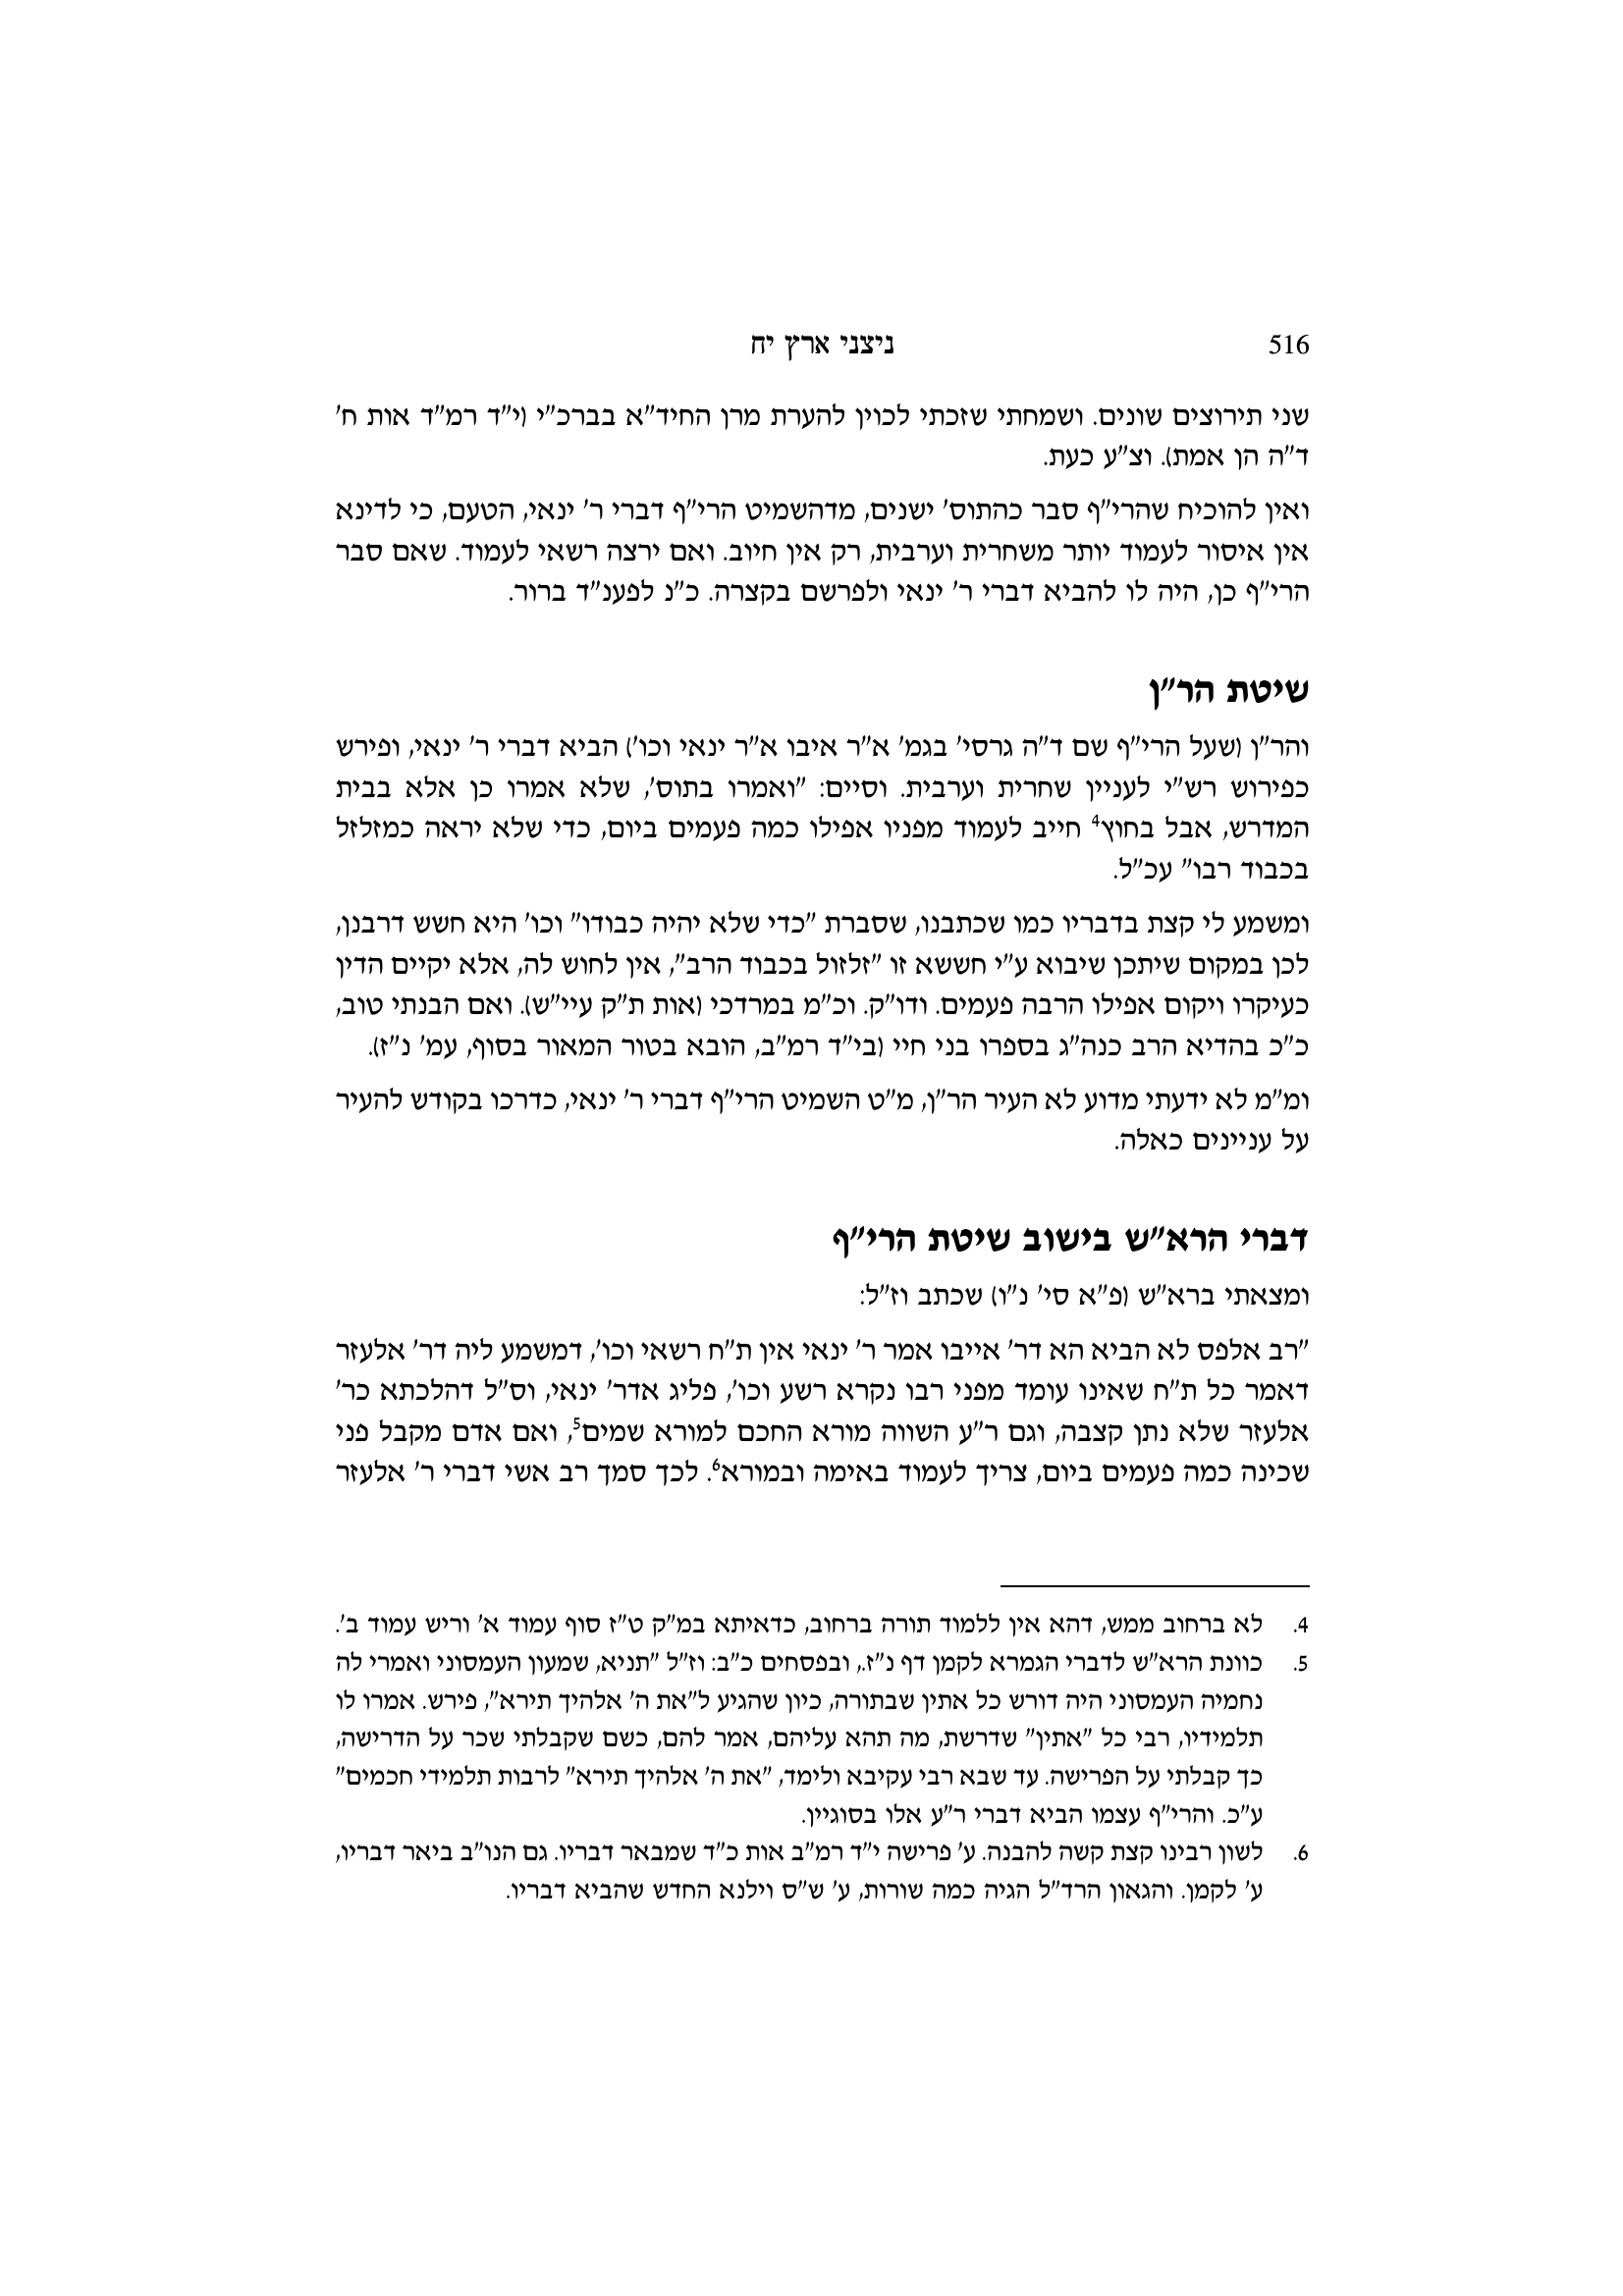 516 ניצני ארץ יח
שני תירוצים שונים. ושמחתי שזכתי לכוין להערת מרן החיד"א בברכ"י (י"ד רמ"ד אות ח'
ד"ה הן אמת). וצ"ע כעת.
ואין להוכיח שהרי"ף סבר כהתוס' ישנים, מדהשמיט הרי"ף דברי ר' ינאי, הטעם, כי לדינא
אין איסור לעמוד יותר משחרית וערבית, רק אין חיוב. ואם ירצה רשאי לעמוד. שאם סבר
הרי"ף כן, היה לו להביא דברי ר' ינאי ולפרשם בקצרה. כ"נ לפענ"ד ברור.
שיטת הר"ן
והר"ן (שעל הרי"ף שם ד"ה גרסי' בגמ' א"ר איבו א"ר ינאי וכו') הביא דברי ר' ינאי, ופירש
כפירוש רש"י לעניין שחרית וערבית. וסיים: "ואמרו בתוס', שלא אמרו כן אלא בבית
המדרש, אבל בחוץ4 חייב לעמוד מפניו אפילו כמה פעמים ביום, כדי שלא יראה כמזלזל
בכבוד רבו" עכ"ל.
ומשמע לי קצת בדבריו כמו שכתבנו, שסברת "כדי שלא יהיה כבודו" וכו' היא חשש דרבנן,
לכן במקום שיתכן שיבוא ע"י חששא זו "זלזול בכבוד הרב", אין לחוש לה, אלא יקיים הדין
כעיקרו ויקום אפילו הרבה פעמים. ודו"ק. וכ"מ במרדכי (אות ת"ק עיי"ש). ואם הבנתי טוב,
כ"כ בהדיא הרב כנה"ג בספרו בני חיי (בי"ד רמ"ב, הובא בטור המאור בסוף, עמ' נ"ז).
ומ"מ לא ידעתי מדוע לא העיר הר"ן, מ"ט השמיט הרי"ף דברי ר' ינאי, כדרכו בקודש להעיר
על עניינים כאלה.
דברי הרא"ש בישוב שיטת הרי"ף
ומצאתי ברא"ש (פ"א סי' נ"ו) שכתב וז"ל:
"רב אלפס לא הביא הא דר' אייבו אמר ר' ינאי אין ת"ח רשאי וכו', דמשמע ליה דר' אלעזר
דאמר כל ת"ח שאינו עומד מפני רבו נקרא רשע וכו', פליג אדר' ינאי, וס"ל דהלכתא כר'
אלעזר שלא נתן קצבה, וגם ר"ע השווה מורא החכם למורא שמים5, ואם אדם מקבל פני
שכינה כמה פעמים ביום, צריך לעמוד באימה ובמורא6. לכך סמך רב אשי דברי ר' אלעזר
4. לא ברחוב ממש, דהא אין ללמוד תורה ברחוב, כדאיתא במ"ק ט"ז סוף עמוד א' וריש עמוד ב'.
5. כוונת הרא"ש לדברי הגמרא לקמן דף נ"ז., ובפסחים כ"ב: וז"ל "תניא, שמעון העמסוני ואמרי לה
נחמיה העמסוני היה דורש כל אתין שבתורה, כיון שהגיע ל"את ה' אלהיך תירא", פירש. אמרו לו
תלמידיו, רבי כל "אתין" שדרשת, מה תהא עליהם, אמר להם, כשם שקבלתי שכר על הדרישה,
כך קבלתי על הפרישה. עד שבא רבי עקיבא ולימד, "את ה' אלהיך תירא" לרבות תלמידי חכמים"
ע"כ. והרי"ף עצמו הביא דברי ר"ע אלו בסוגיין.
6. לשון רבינו קצת קשה להבנה. ע' פרישה י"ד רמ"ב אות כ"ד שמבאר דבריו. גם הנו"ב ביאר דבריו,
ע' לקמן. והגאון הרד"ל הגיה כמה שורות, ע' ש"ס וילנא החדש שהביא דבריו.